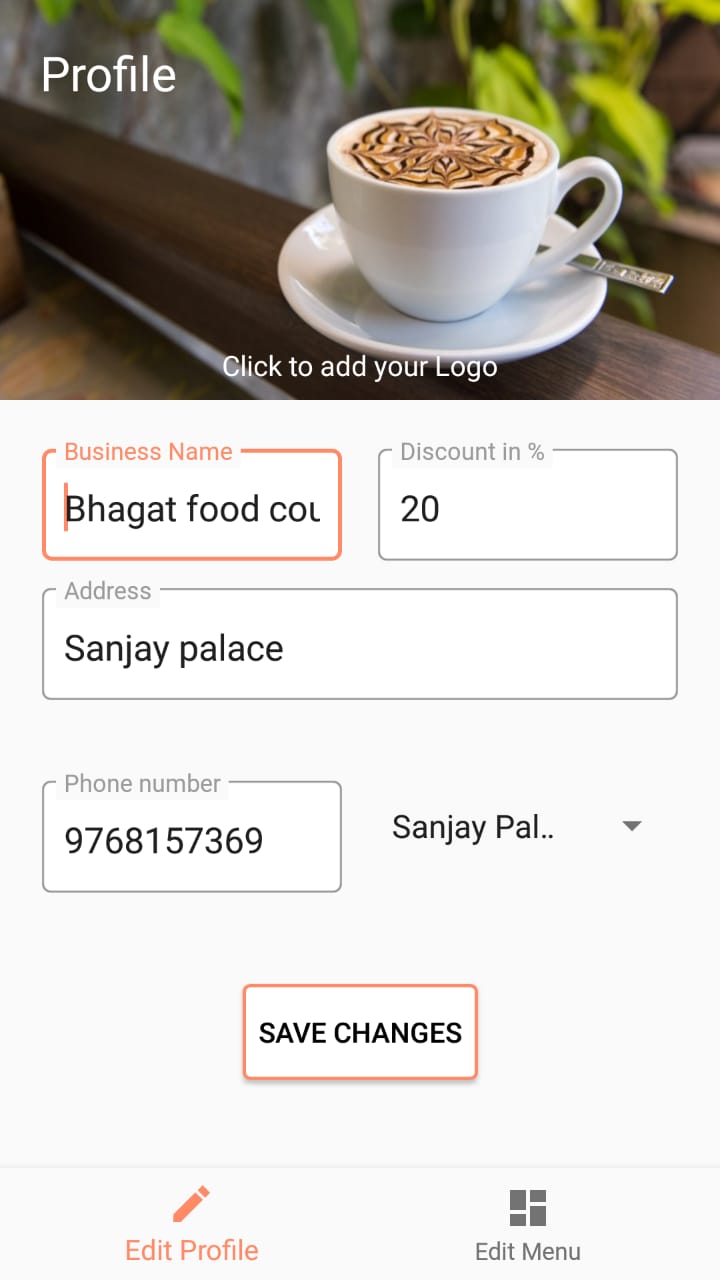 Profile
Click to add your Logo
Business Name
Discount in %
Bhagat food cou
20
Address
Sanjay palace
Phone number
9768157369
Sanjay Pal..
SAVE CHANGES
Edit Profile
Edit Menu